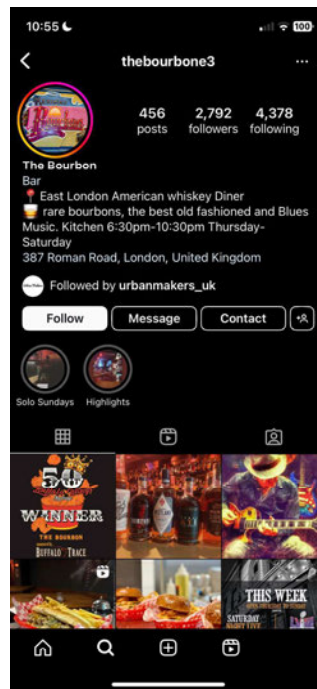 10:55
100
thebourbone3
456
2,792
4,378
posts
followers
following
The Bourbon
Bar
East London American whiskey Diner
rare bourbons, the best old fashioned and Blues
Music. Kitchen 6:30pm-10:30pm Thursday-
Saturday
387 Roman Road, London, United Kingdom
Followed by urbanmakers_uk
Follow
Message
Contact
Solo Sundays
Highlights
50
WINNER
THE BOURBON
BUFFALO TRACE
THIS WEEK
SATURDAY